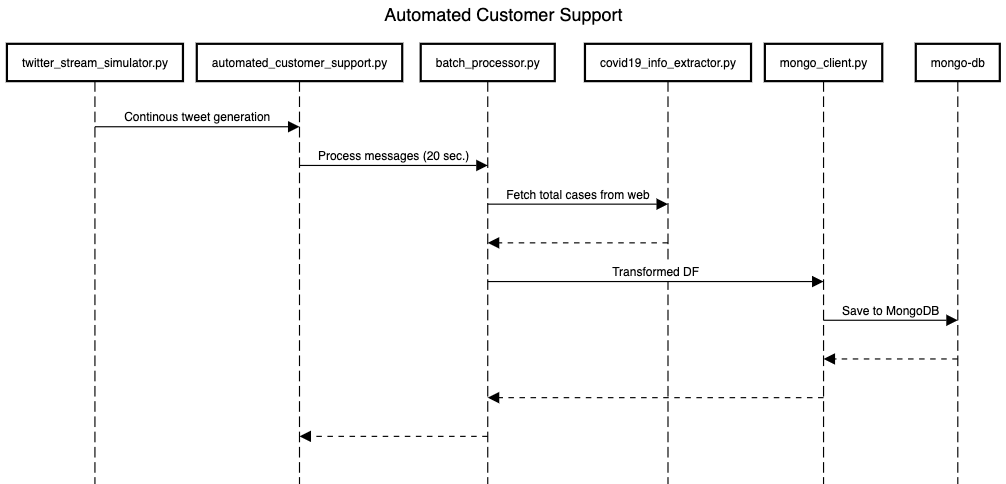 Automated Customer Support
twitter_stream_simulator.py
automated_customer_support.py
batch_processor.py
covid19_info_extractor.py
mongo_client.py
mongo-db
Continous tweet generation
Process messages (20 sec.)
Fetch total cases from web
Transformed DF
Save to MongoDB